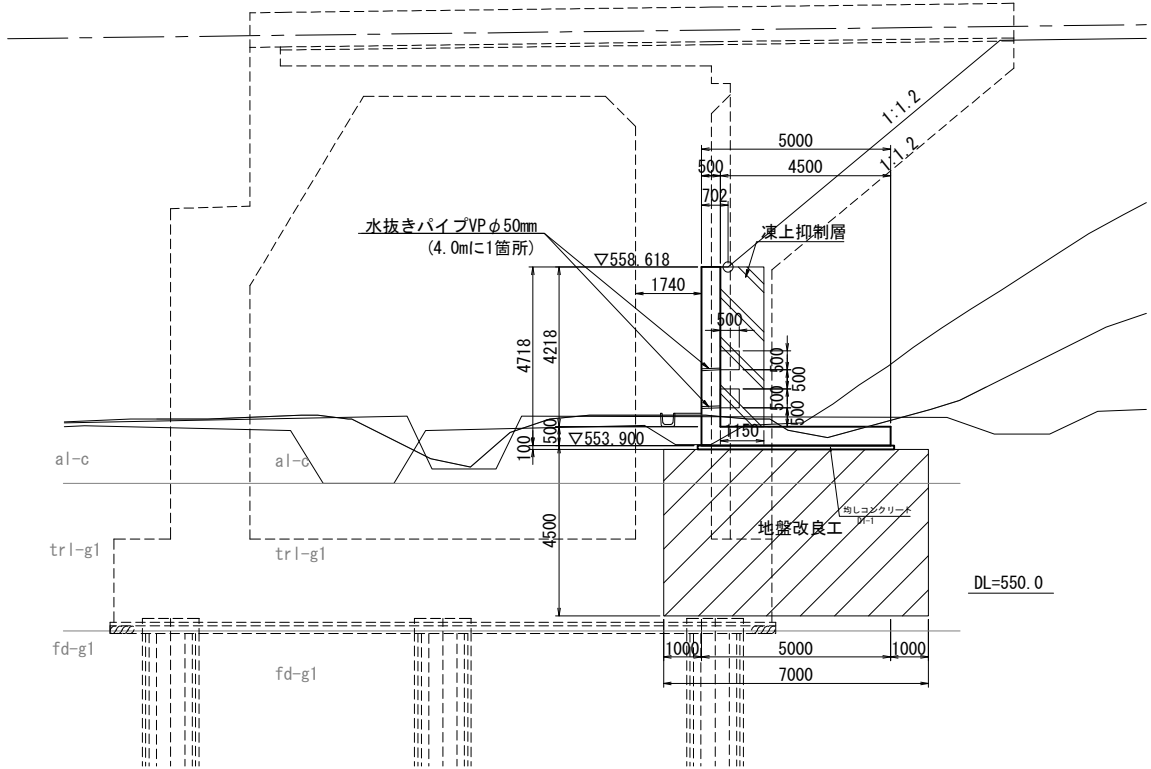 1:1.2
1:1.2
5000
500
4500
702
水抜きパイプVPφ50mm
(4.0mに1箇所)
凍上抑制層
▽558.618
1740
500
4718
4218
500
500
500
500
500
1150
▽553.900
100
al-c
al-c
均しコンクリート
地盤改良工
4500
trl-g1
trl-g1
DL=550.0
fd-g1
fd-g1
1000
5000
1000
7000